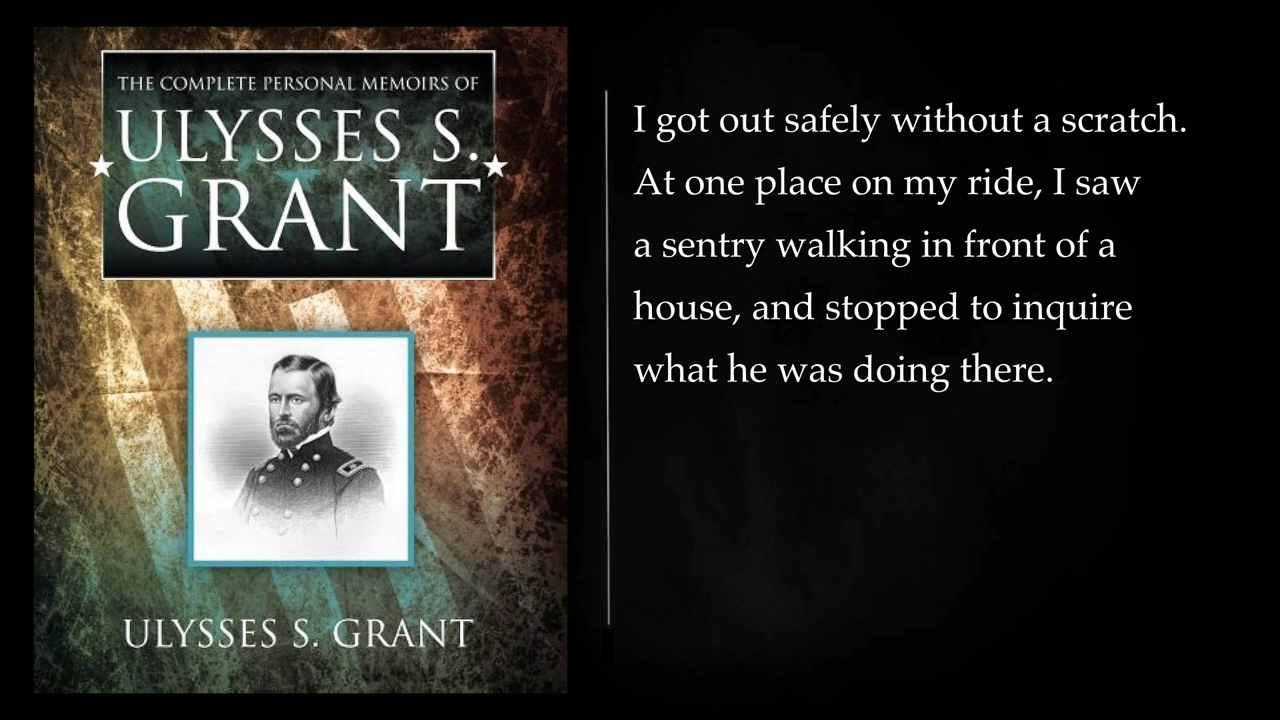 THE COMPLETE PERSONAL MEMOIRS OF
ULYSSES S.
GRANT
ULYSSES S. GRANT
I got out safely without a scratch.
At one place on my ride, I saw
a sentry walking in front of a
house, and stopped to inquire
what he was doing there.